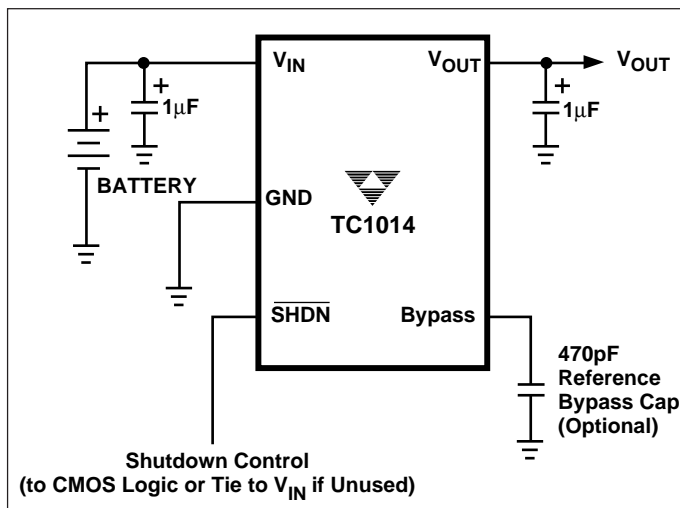 V_IN
V_OUT
V_OUT
+
1μF
+
1μF
+
BATTERY
GND
TC1014
SHDN
Bypass
470pF
Reference
Bypass Cap
(Optional)
Shutdown Control
(to CMOS Logic or Tie to V_IN if Unused)